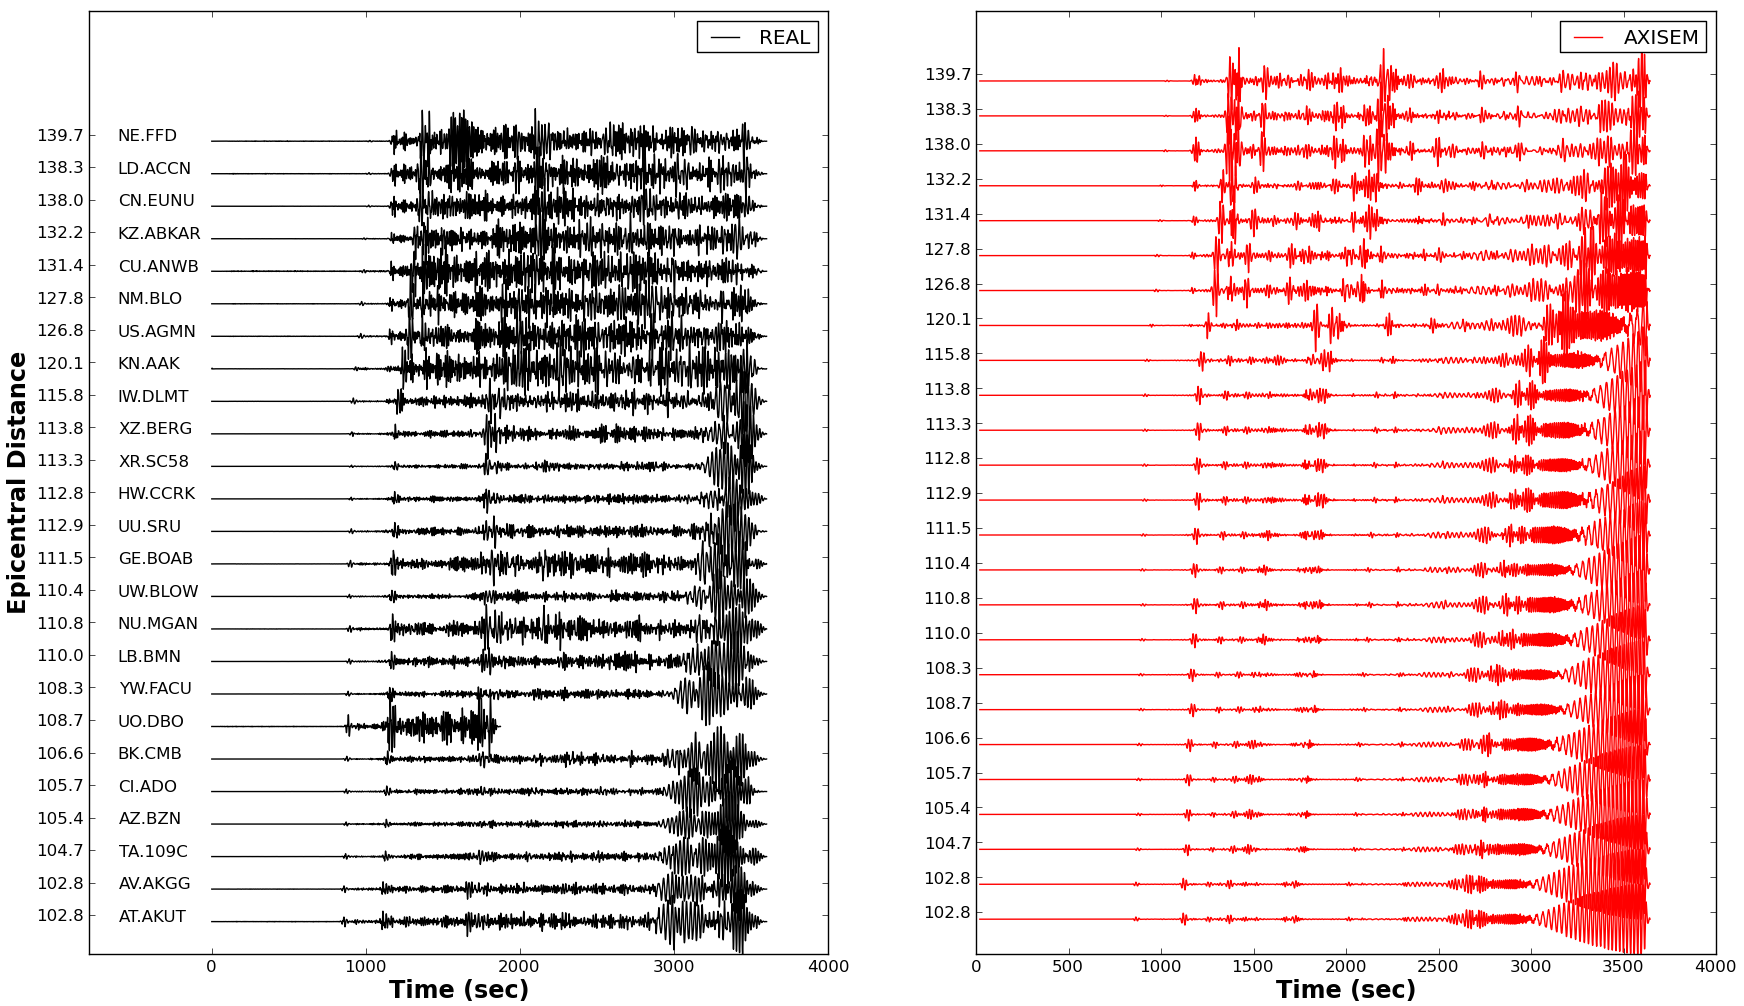 REAL
139.7 NE.FFD
138.3 LD.ACCN
138.0 CN.EUNU
132.2 KZ.ABKAR
131.4 CU.ANWB
127.8 NM.BLO
126.8 US.AGMN
120.1 KN.AAK
115.8 IW.DLMT
113.8 XZ.BERG
113.3 XR.SC58
112.8 HW.CCRK
112.9 UU.SRU
111.5 GE.BOAB
110.4 UW.BLOW
110.8 NU.MGAN
110.0 LB.BMN
108.3 YW.FACU
108.7 UO.DBO
106.6 BK.CMB
105.7 CI.ADO
105.4 AZ.BZN
104.7 TA.109C
102.8 AV.AKGG
102.8 AT.AKUT
Epicentral Distance
0 1000 2000 3000 4000
Time (sec)
AXISEM
139.7
138.3
138.0
132.2
131.4
127.8
126.8
120.1
115.8
113.8
113.3
112.8
112.9
111.5
110.4
110.8
110.0
108.3
108.7
106.6
105.7
105.4
104.7
102.8
102.8
0 500 1000 1500 2000 2500 3000 3500 4000
Time (sec)